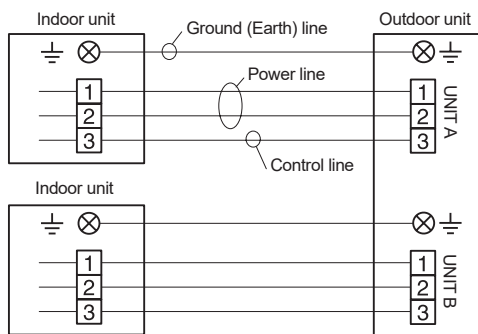 Indoor unit
Outdoor unit
Ground (Earth) line
Power line
1
1
2
2
3
3
UNIT A
Control line
Indoor unit
1
1
2
2
3
3
UNIT B